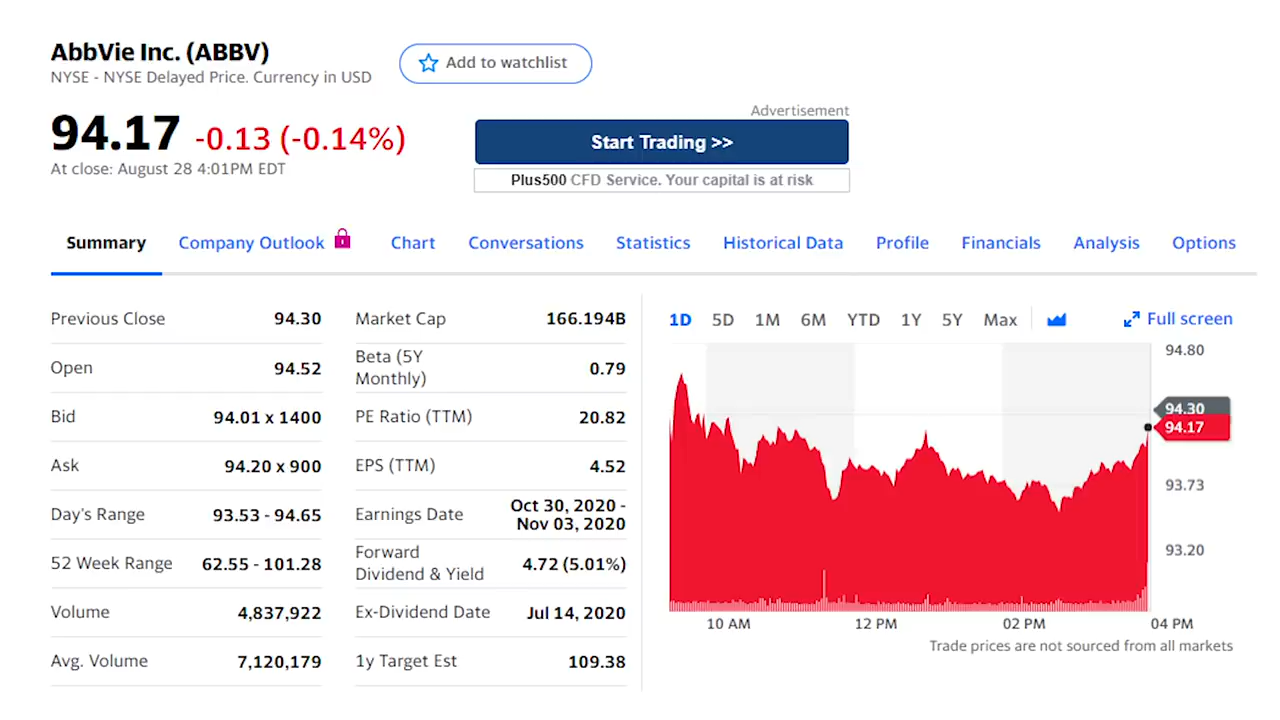 AbbVie Inc. (ABBV)
NYSE - NYSE Delayed Price. Currency in USD
Add to watchlist
94.17 -0.13 (-0.14%)
At close: August 28 4:01PM EDT
Advertisement
Start Trading >>
Plus500 CFD Service. Your capital is at risk
Summary Company Outlook Chart Conversations Statistics Historical Data Profile Financials Analysis Options
Previous Close 94.30
Open 94.52
Bid 94.01 x 1400
Ask 94.20 x 900
Day's Range 93.53 - 94.65
52 Week Range 62.55 - 101.28
Volume 4,837,922
Avg. Volume 7,120,179
Market Cap 166.194B
Beta (5Y
Monthly) 0.79
PE Ratio (TTM) 20.82
EPS (TTM) 4.52
Earnings Date Oct 30, 2020 -
Nov 03, 2020
Forward
Dividend & Yield 4.72 (5.01%)
Ex-Dividend Date Jul 14, 2020
1y Target Est 109.38
1D 5D 1M 6M YTD 1Y 5Y Max Full screen
94.80
94.30
94.17
93.73
93.20
10 AM 12 PM 02 PM 04 PM
Trade prices are not sourced from all markets